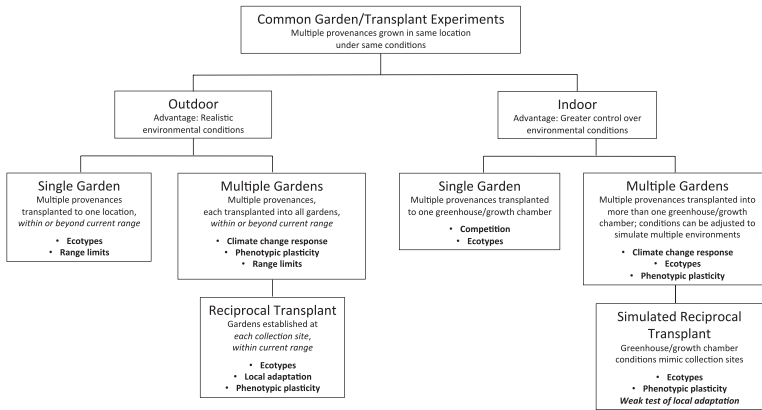 Common Garden/Transplant Experiments
Multiple provenances grown in same location
under same conditions
Outdoor
Advantage: Realistic
environmental conditions
Indoor
Advantage: Greater control over
environmental conditions
Single Garden
Multiple provenances
transplanted to one location,
within or beyond current range
• Ecotypes
• Range limits
Multiple Gardens
Multiple provenances,
each transplanted into all gardens,
within or beyond current range
• Climate change response
• Phenotypic plasticity
• Range limits
Single Garden
Multiple provenances transplanted
to one greenhouse/growth chamber
• Competition
• Ecotypes
Multiple Gardens
Multiple provenances transplanted into
more than one greenhouse/growth
chamber; conditions can be adjusted to
simulate multiple environments
• Climate change response
• Ecotypes
• Phenotypic plasticity
Reciprocal Transplant
Gardens established at
each collection site,
within current range
• Ecotypes
• Local adaptation
• Phenotypic plasticity
Simulated Reciprocal
Transplant
Greenhouse/growth chamber
conditions mimic collection sites
• Ecotypes
• Phenotypic plasticity
Weak test of local adaptation